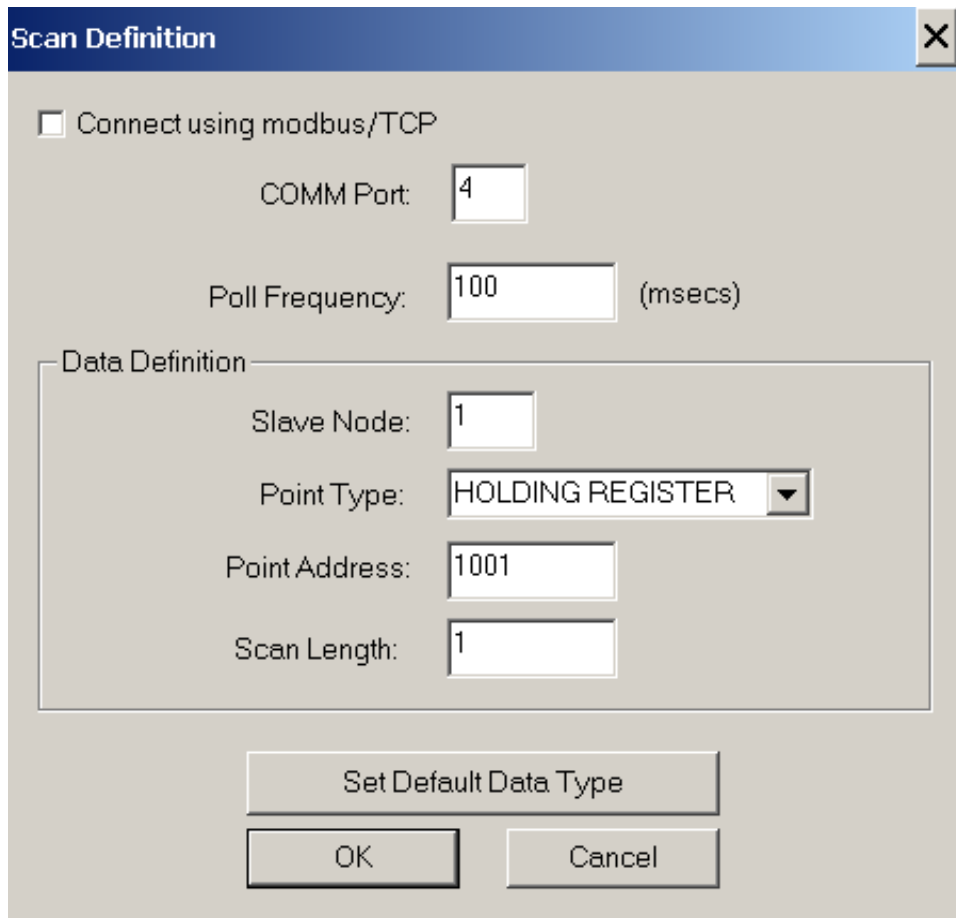 Scan Definition
Connect using modbus/TCP
COMM Port: 4
Poll Frequency: 100 (msecs)
Data Definition
Slave Node: 1
Point Type: HOLDING REGISTER
Point Address: 1001
Scan Length: 1
Set Default Data Type
OK Cancel